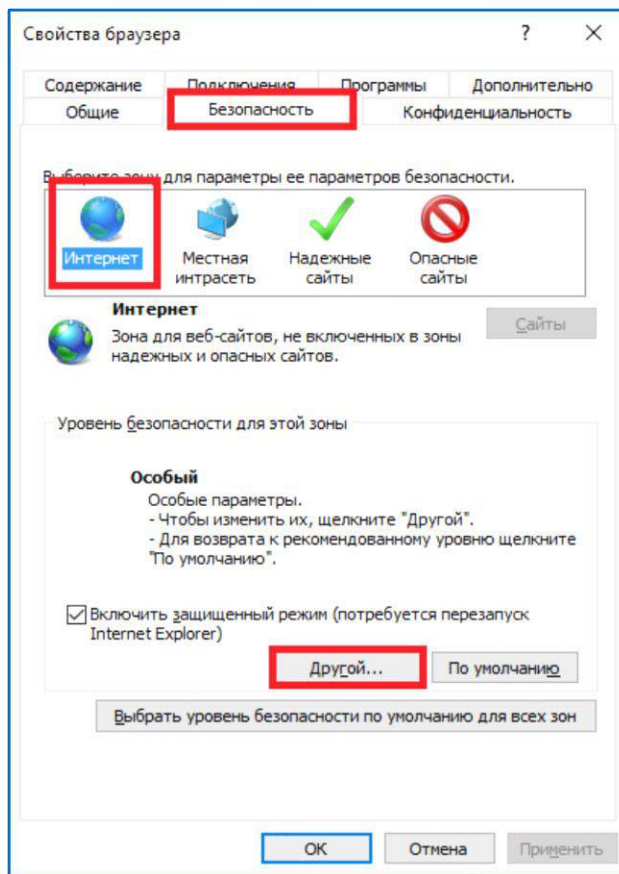 Свойства браузера ?
Содержание Подключения Программы Дополнительно
Общие Безопасность Конфиденциальность
Выберите зону для параметры ее параметров безопасности.
Интернет
Местная
интрасеть
Надежные
сайты
Опасные
сайты
Интернет
Зона для веб-сайтов, не включенных в зоны
надежных и опасных сайтов.
Сайты
Уровень безопасности для этой зоны
Особый
Особые параметры.
- Чтобы изменить их, щелкните "Другой".
- Для возврата к рекомендованному уровню щелкните
"По умолчанию".
Включить защищенный режим (потребуется перезапуск
Internet Explorer)
Другой... По умолчанию
Выбрать уровень безопасности по умолчанию для всех зон
ОК Отмена Применить